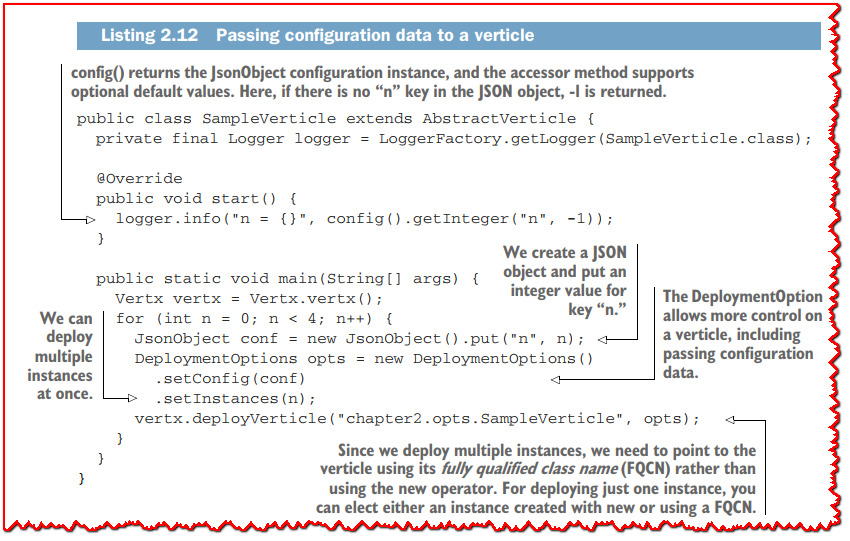 Listing 2.12 Passing configuration data to a verticle
config() returns the JsonObject configuration instance, and the accessor method supports
optional default values. Here, if there is no “n” key in the JSON object, -1 is returned.
public class SampleVerticle extends AbstractVerticle {
private final Logger logger = LoggerFactory.getLogger(SampleVerticle.class);
@Override
public void start() {
logger.info("n = {}", config().getInteger("n", -1));
}
We create a JSON
object and put an
integer value for
key “n.”
public static void main(String[] args) {
Vertx vertx = Vertx.vertx();
for (int n = 0; n < 4; n++) {
JsonObject conf = new JsonObject().put("n", n);
DeploymentOptions opts = new DeploymentOptions()
.setConfig(conf)
.setInstances(n);
vertx.deployVerticle("chapter2.opts.SampleVerticle", opts);
}
}
}
We can
deploy
multiple
instances
at once.
The DeploymentOption
allows more control on
a verticle, including
passing configuration
data.
Since we deploy multiple instances, we need to point to the
verticle using its fully qualified class name (FQCN) rather than
using the new operator. For deploying just one instance, you
can elect either an instance created with new or using a FQCN.